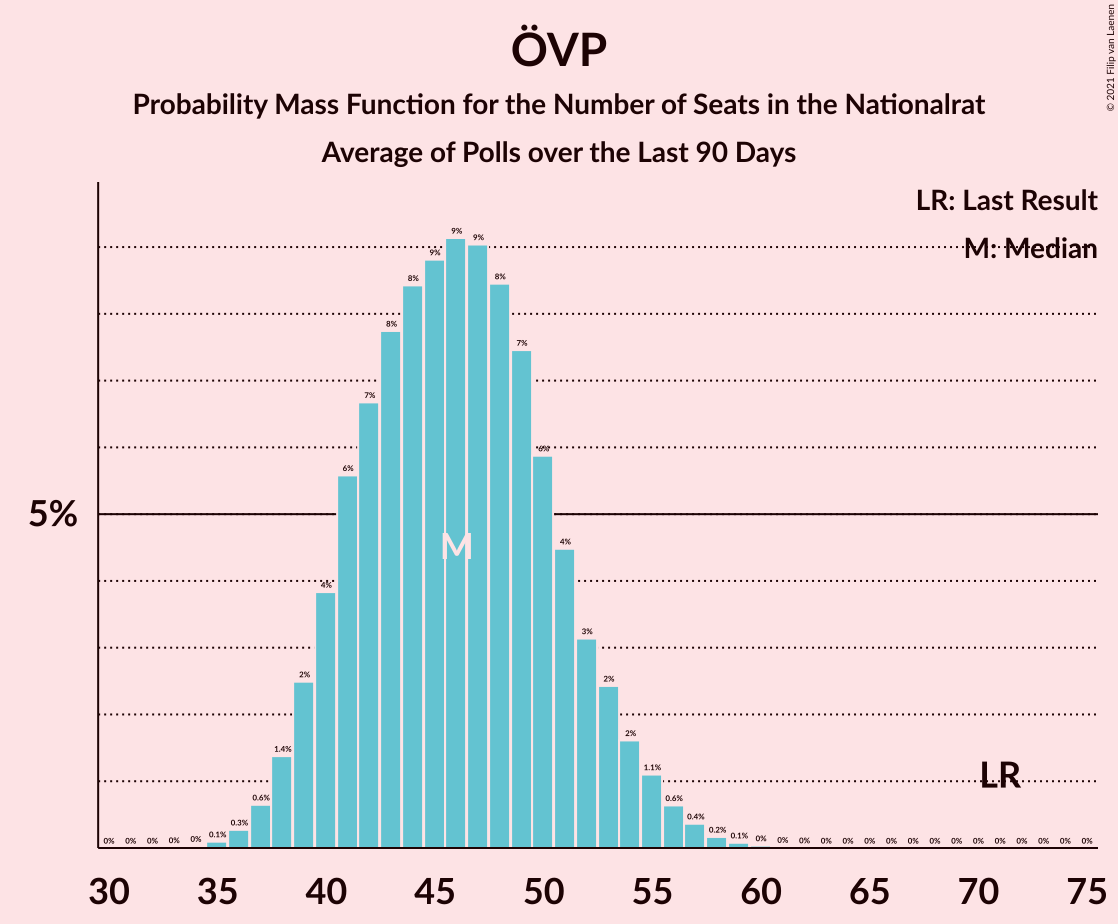 ÖVP
Probability Mass Function for the Number of Seats in the Nationalrat
Average of Polls over the Last 90 Days
© 2021 Filip van Laenen
LR: Last Result
M: Median
5%
0% 0% 0% 0% 0% 0.1% 0.3% 0.6% 1.4% 2% 4% 6% 7% 8% 8% 9% 9% 9% 8% 7% 6% 4% 3% 2% 2% 1.1% 0.6% 0.4% 0.2% 0.1% 0% 0% 0% 0% 0% 0% 0% 0% 0% 0% 0% 0% 0% 0% 0% 0%
M
LR
30 35 40 45 50 55 60 65 70 75